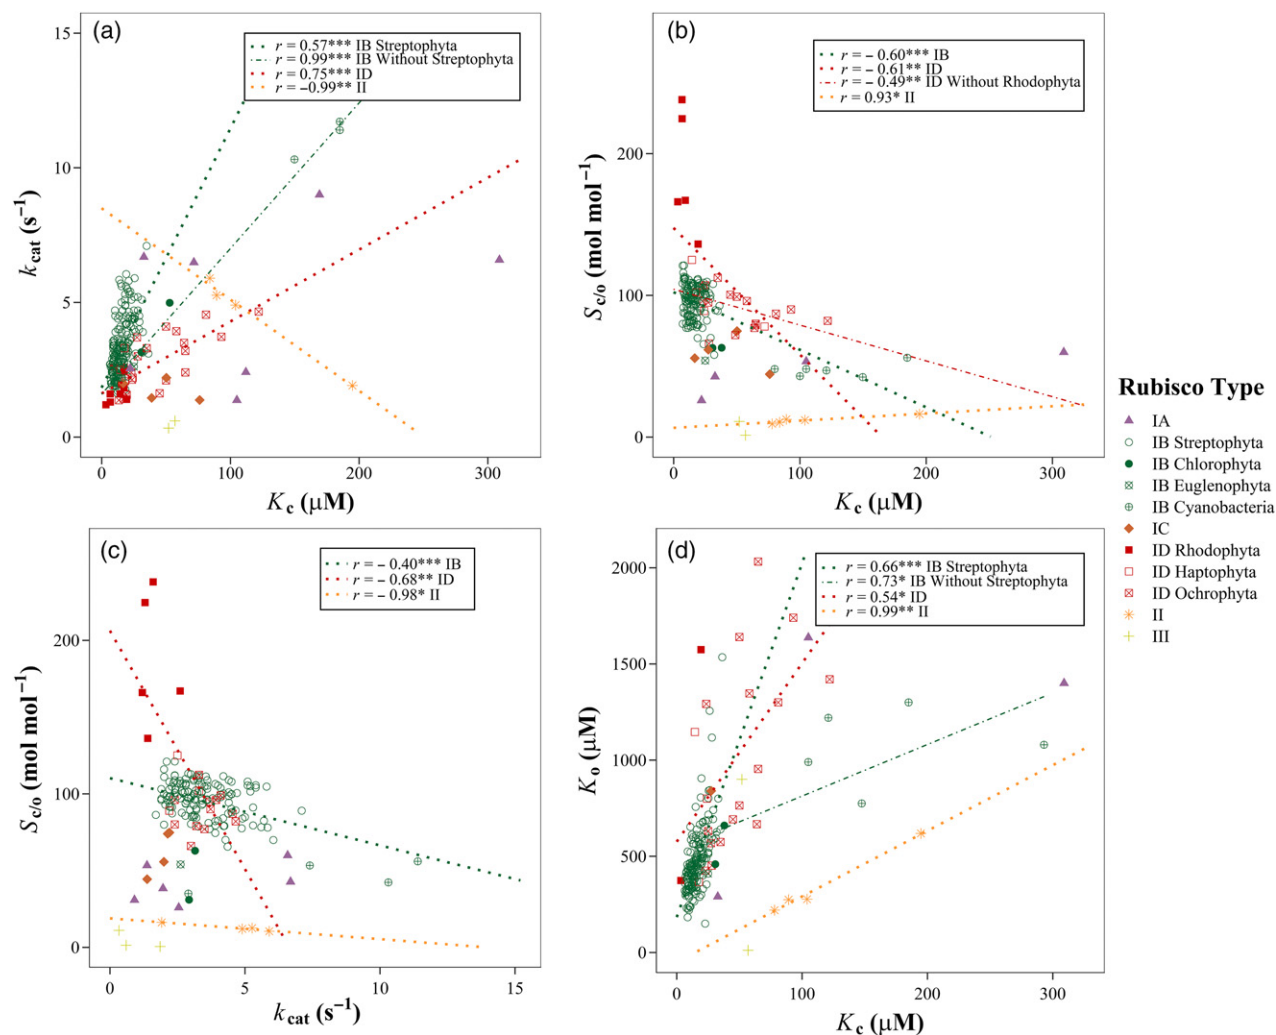 (a)
r = 0.57*** IB Streptophyta
r = 0.99*** IB Without Streptophyta
r = 0.75*** ID
r = −0.99** II
15
10
5
0
kcat (s−1)
0 100 200 300
Kc (μM)
(b)
r = − 0.60*** IB
r = − 0.61** ID
r = − 0.49** ID Without Rhodophyta
r = 0.93* II
200
100
0
Sc/o (mol mol−1)
0 100 200 300
Kc (μM)
Rubisco Type
IA
IB Streptophyta
IB Chlorophyta
IB Euglenophyta
IB Cyanobacteria
IC
ID Rhodophyta
ID Haptophyta
ID Ochrophyta
II
III
(c)
r = − 0.40*** IB
r = − 0.68** ID
r = − 0.98* II
200
100
0
Sc/o (mol mol−1)
0 5 10 15
kcat (s−1)
(d)
r = 0.66*** IB Streptophyta
r = 0.73* IB Without Streptophyta
r = 0.54* ID
r = 0.99** II
2000
1500
1000
500
0
Ko (μM)
0 100 200 300
Kc (μM)